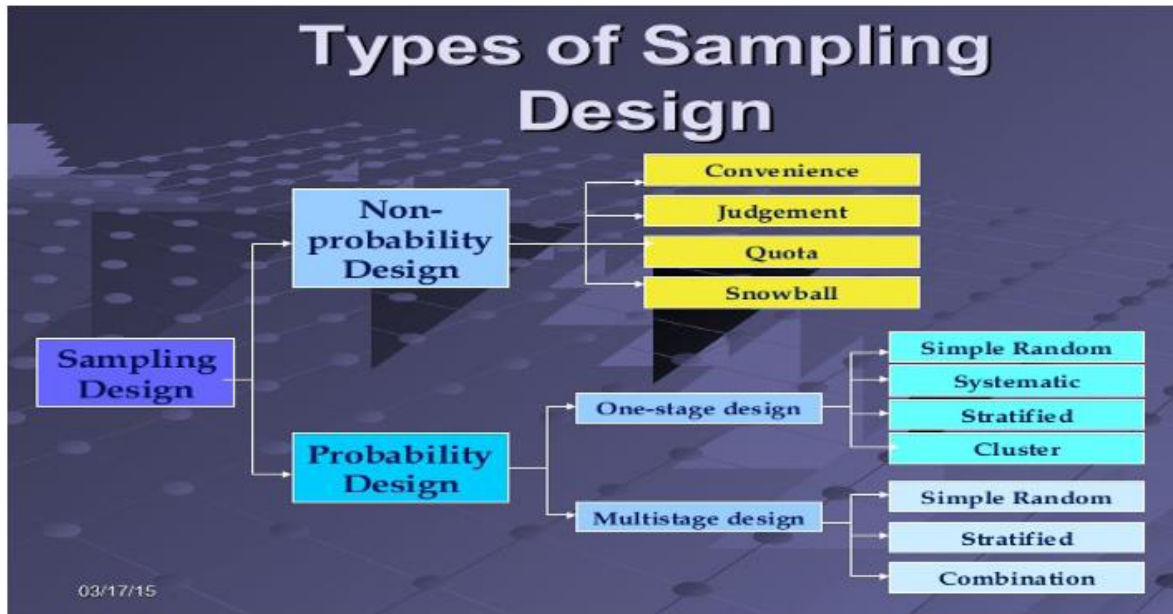 Types of Sampling
Design
Non-
probability
Design
Convenience
Judgement
Quota
Snowball
Sampling
Design
Probability
Design
One-stage design
Simple Random
Systematic
Stratified
Cluster
Multistage design
Simple Random
Stratified
Combination
03/17/15